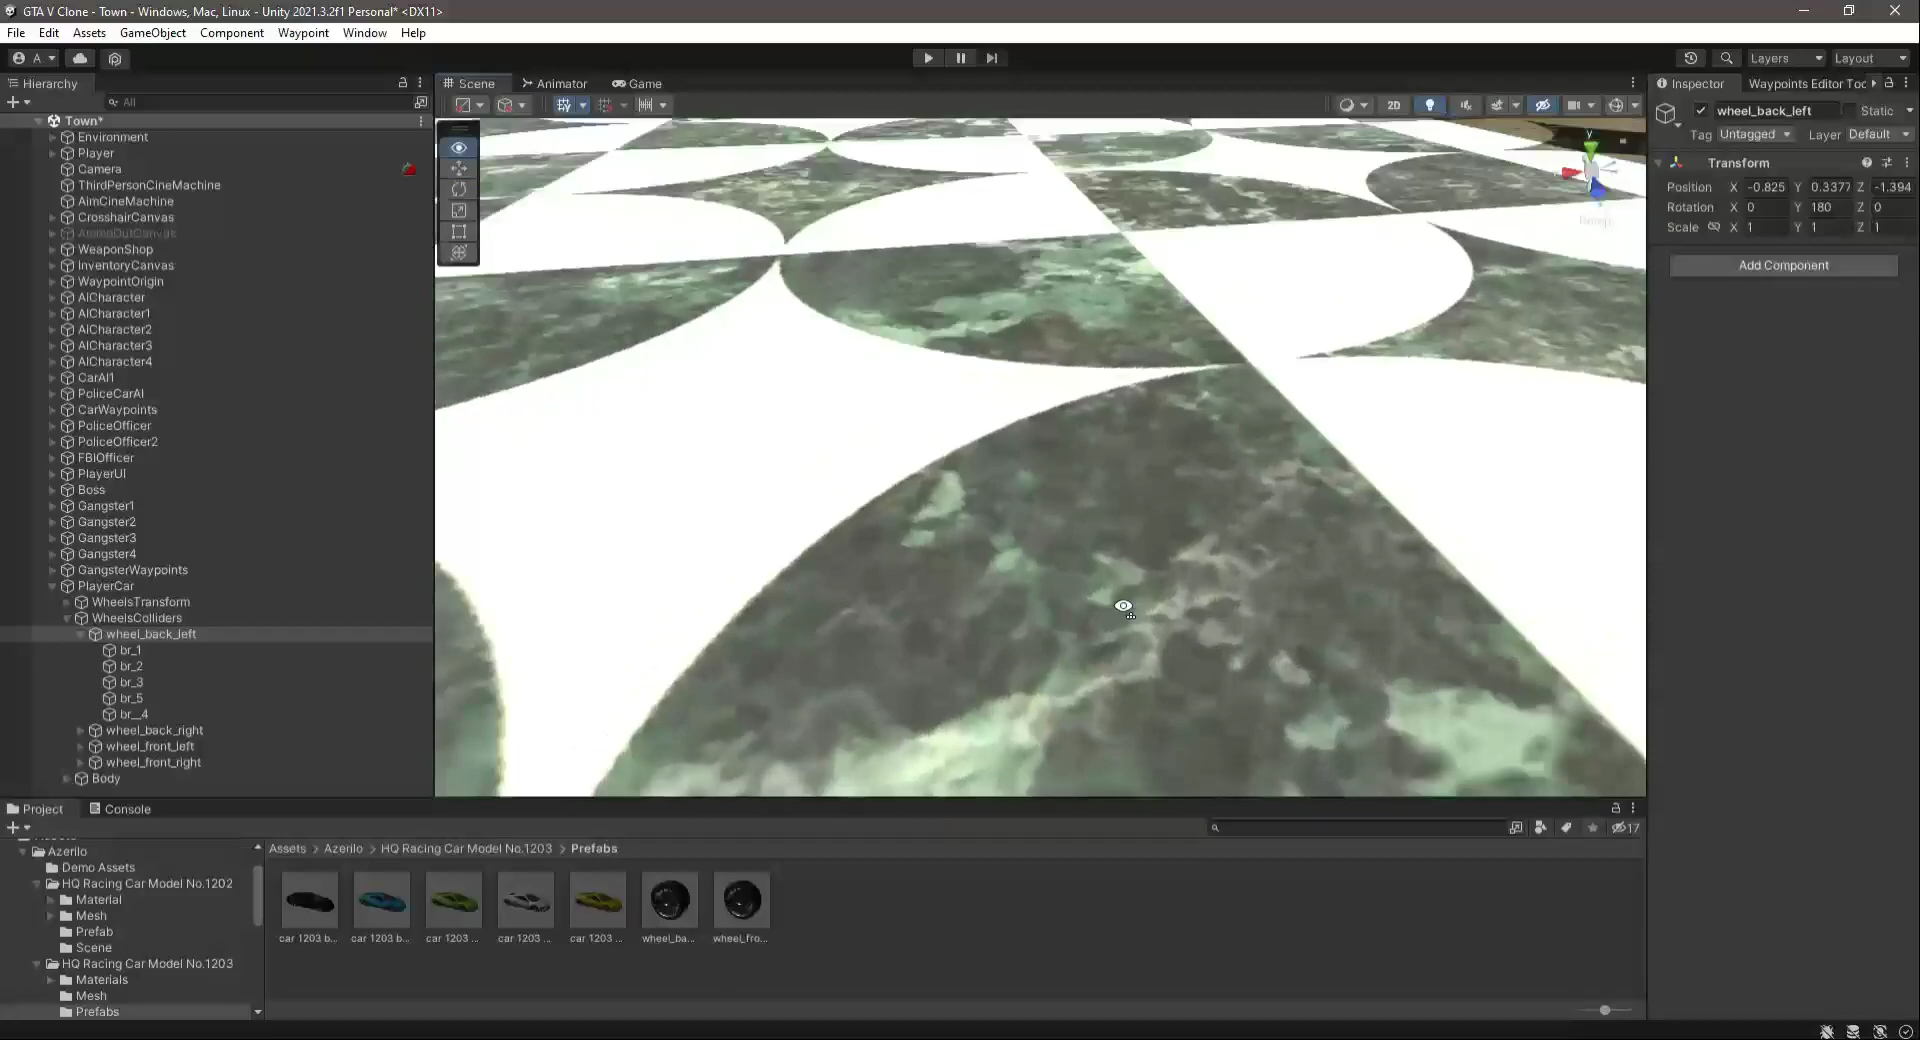 GTA V Clone - Town - Windows, Mac, Linux - Unity 2021.3.2f1 Personal* <DX11>
File Edit Assets GameObject Component Waypoint Window Help
A Layers Layout
Hierarchy
All
Town*
Environment
Player
Camera
ThirdPersonCineMachine
AimCineMachine
CrosshairCanvas
AmmoOutCanvas
WeaponShop
InventoryCanvas
WaypointOrigin
AICharacter
AICharacter1
AICharacter2
AICharacter3
AICharacter4
CarAI1
PoliceCarAI
CarWaypoints
PoliceOfficer
PoliceOfficer2
FBIOfficer
PlayerUI
Boss
Gangster1
Gangster2
Gangster3
Gangster4
GangsterWaypoints
PlayerCar
WheelsTransform
WheelsColliders
wheel_back_left
br_1
br_2
br_3
br_5
br__4
wheel_back_right
wheel_front_left
wheel_front_right
Body
Scene Animator Game
2D
y
Persp
Inspector Waypoints Editor Too
wheel_back_left Static
Tag Untagged Layer Default
Transform
Position X -0.825 Y 0.3377 Z -1.394
Rotation X 0 Y 180 Z 0
Scale X 1 Y 1 Z 1
Add Component
Project Console
17
Azerilo
Demo Assets
HQ Racing Car Model No.1202
Material
Mesh
Prefab
Scene
HQ Racing Car Model No.1203
Materials
Mesh
Prefabs
Assets > Azerilo > HQ Racing Car Model No.1203 > Prefabs
car 1203 b... car 1203 b... car 1203 ... car 1203 ... car 1203 ... wheel_ba... wheel_fro...